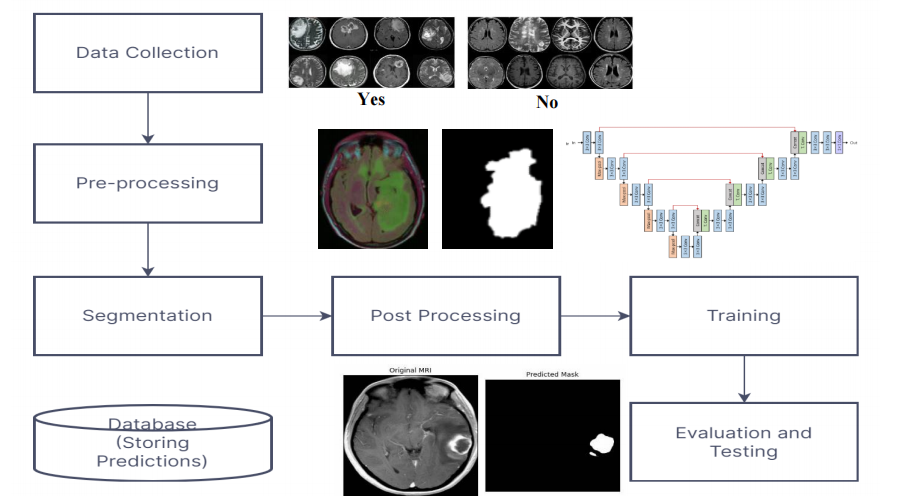 Data Collection
Yes
No
Pre-processing
Segmentation
Post Processing
Training
Original MRI
Predicted Mask
Database
(Storing
Predictions)
Evaluation and
Testing